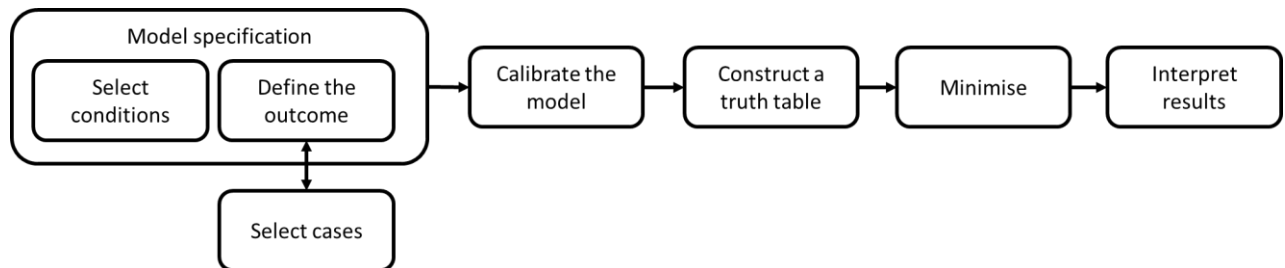 Model specification
Select
conditions
Define the
outcome
Select cases
Calibrate the
model
Construct a
truth table
Minimise
Interpret
results